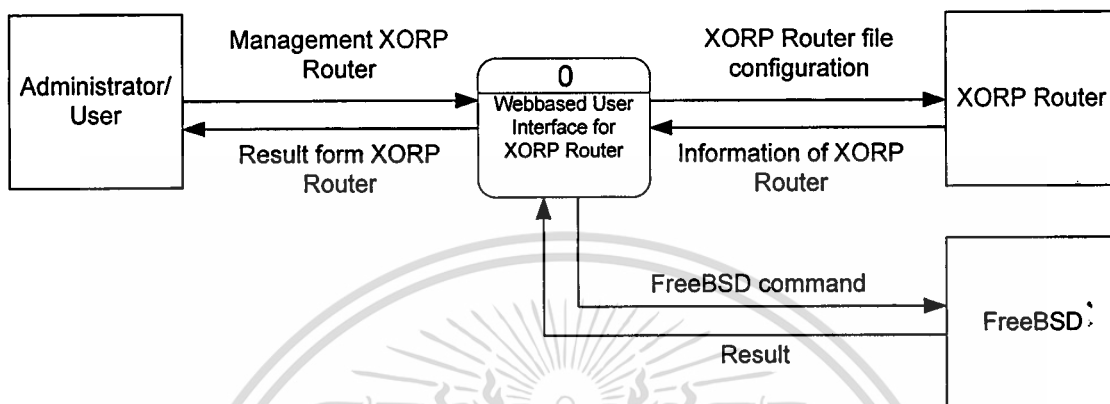 Administrator/
User
Management XORP
Router
Result form XORP
Router
0
Webbased User
Interface for
XORP Router
XORP Router file
configuration
Information of XORP
Router
XORP Router
FreeBSD command
Result
FreeBSD